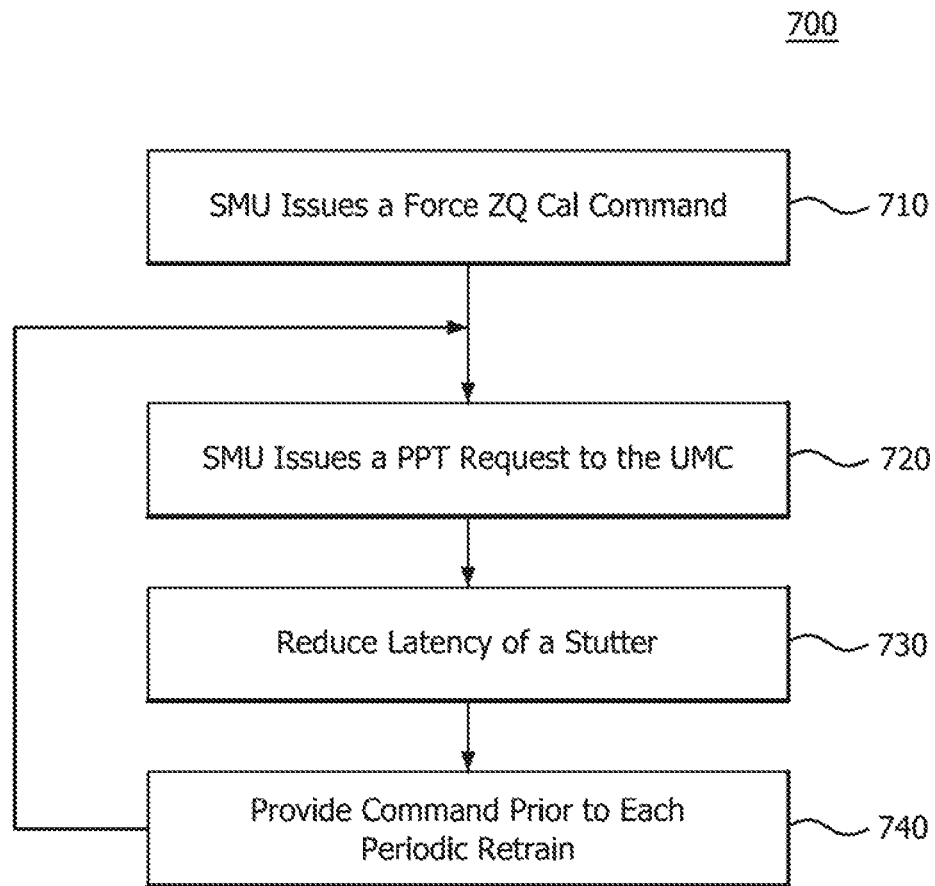 700
SMU Issues a Force ZQ Cal Command
710
SMU Issues a PPT Request to the UMC
720
Reduce Latency of a Stutter
730
Provide Command Prior to Each
Periodic Retrain
740